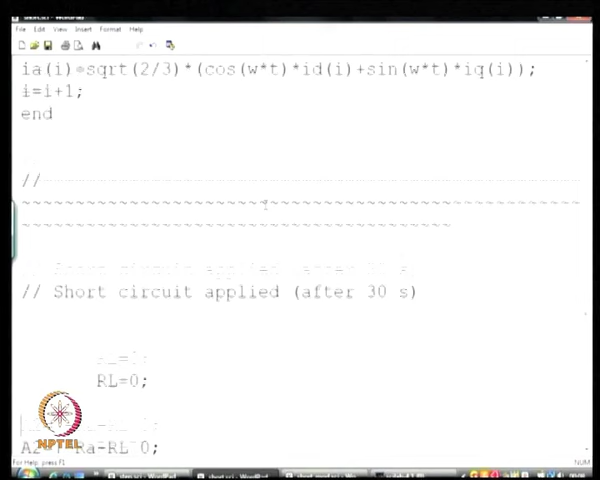 File Edit View Insert Format Help
ia(i)=sqrt(2/3)*(cos(w*t)*id(i)+sin(w*t)*iq(i));
i=i+1;
end
//
~~~~~~~~~~~~~~~~~~~~~~~~~~~~~~~~~~~~~~~~~~~~~~~~~~~~
~~~~~~~~~~~~~~~~~~~~~~~~~~~~~~~~~~~~~~~~
// Short circuit applied (after 30 s)
RL=0;
NPTEL
For Help, press F1
NUM